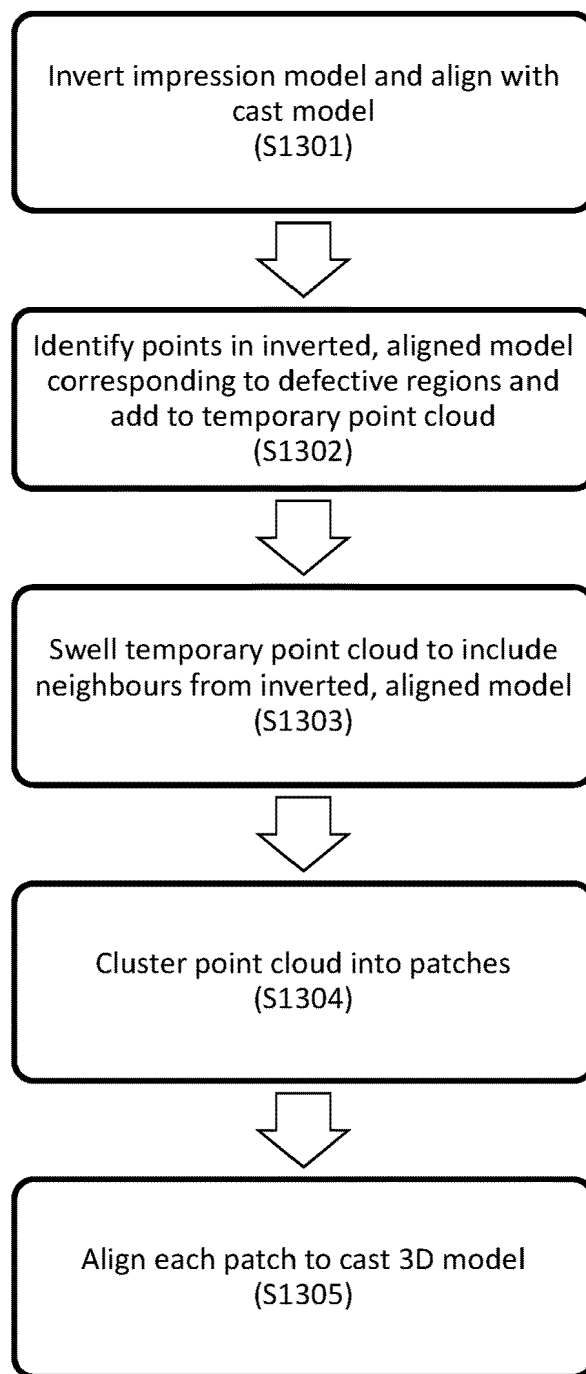 Invert impression model and align with
cast model
(S1301)
Identify points in inverted, aligned model
corresponding to defective regions and
add to temporary point cloud
(S1302)
Swell temporary point cloud to include
neighbours from inverted, aligned model
(S1303)
Cluster point cloud into patches
(S1304)
Align each patch to cast 3D model
(S1305)